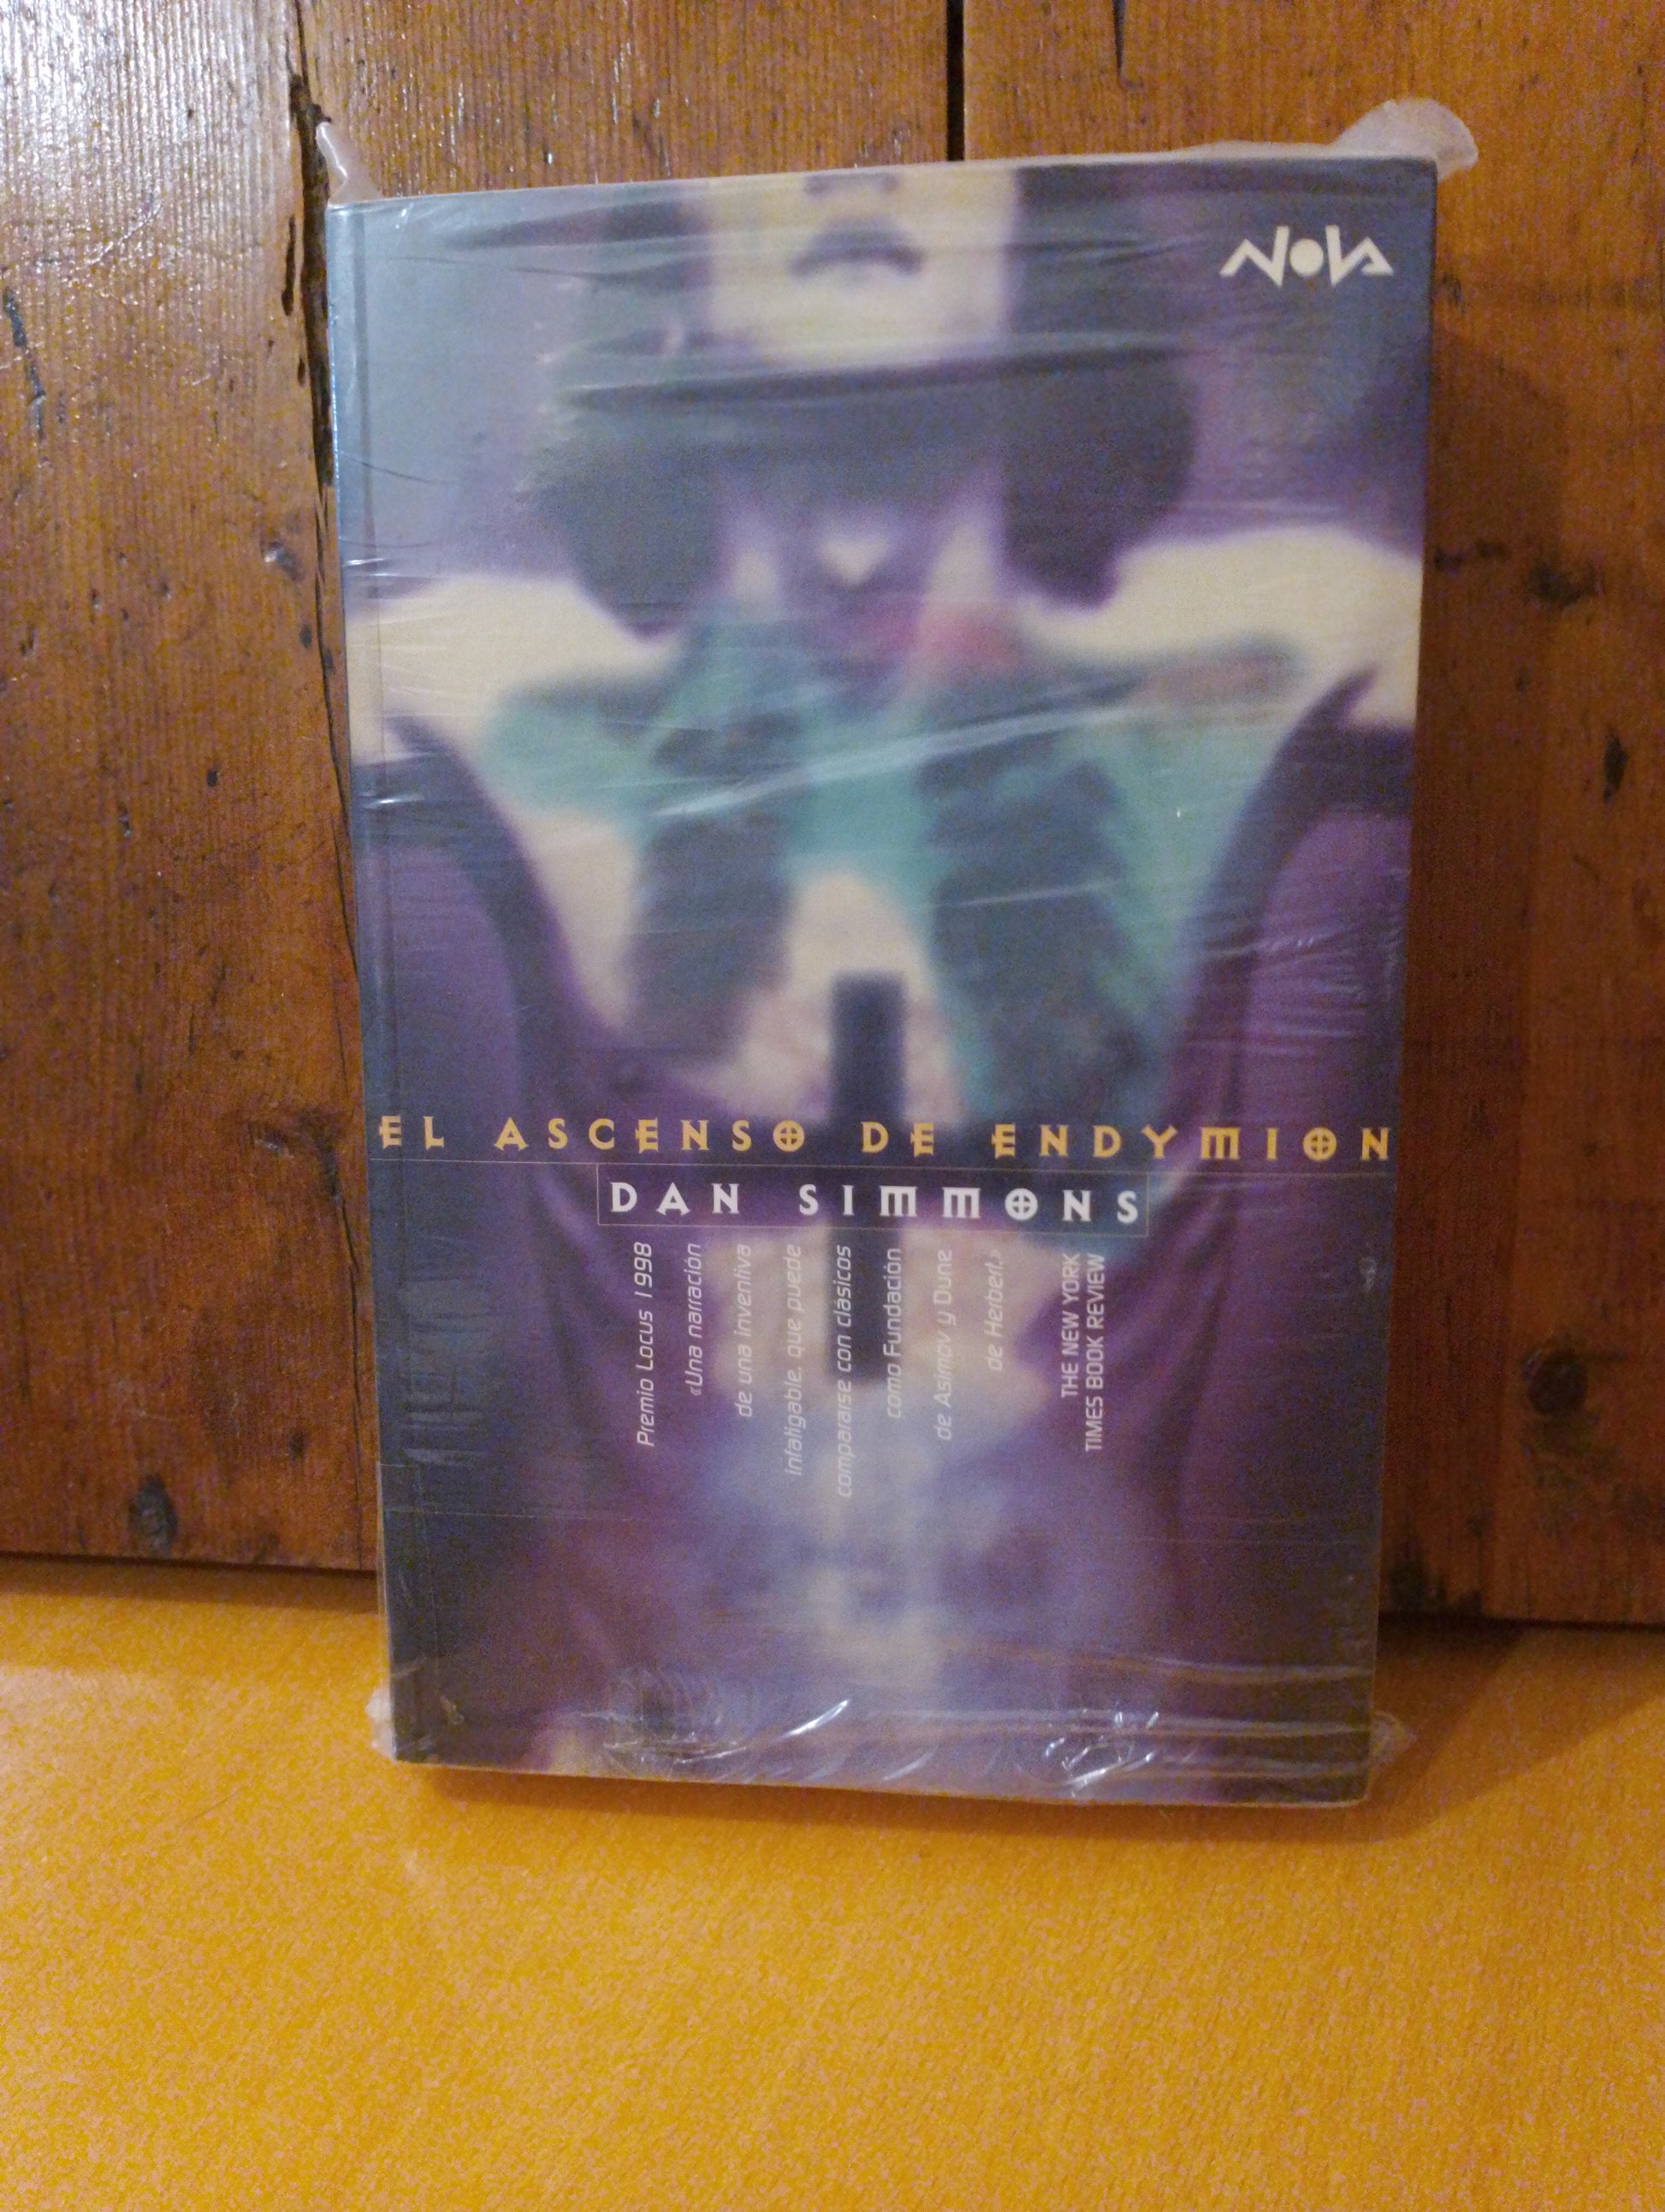 NOVA
EL ASCENSO DE ENDYMION
DAN SIMMONS
Premio Locus 1998
«Una narración
de una inventiva
infatigable, que puede
compararse con clásicos
como Fundación
de Asimov y Dune
de Herbert.»
THE NEW YORK
TIMES BOOK REVIEW